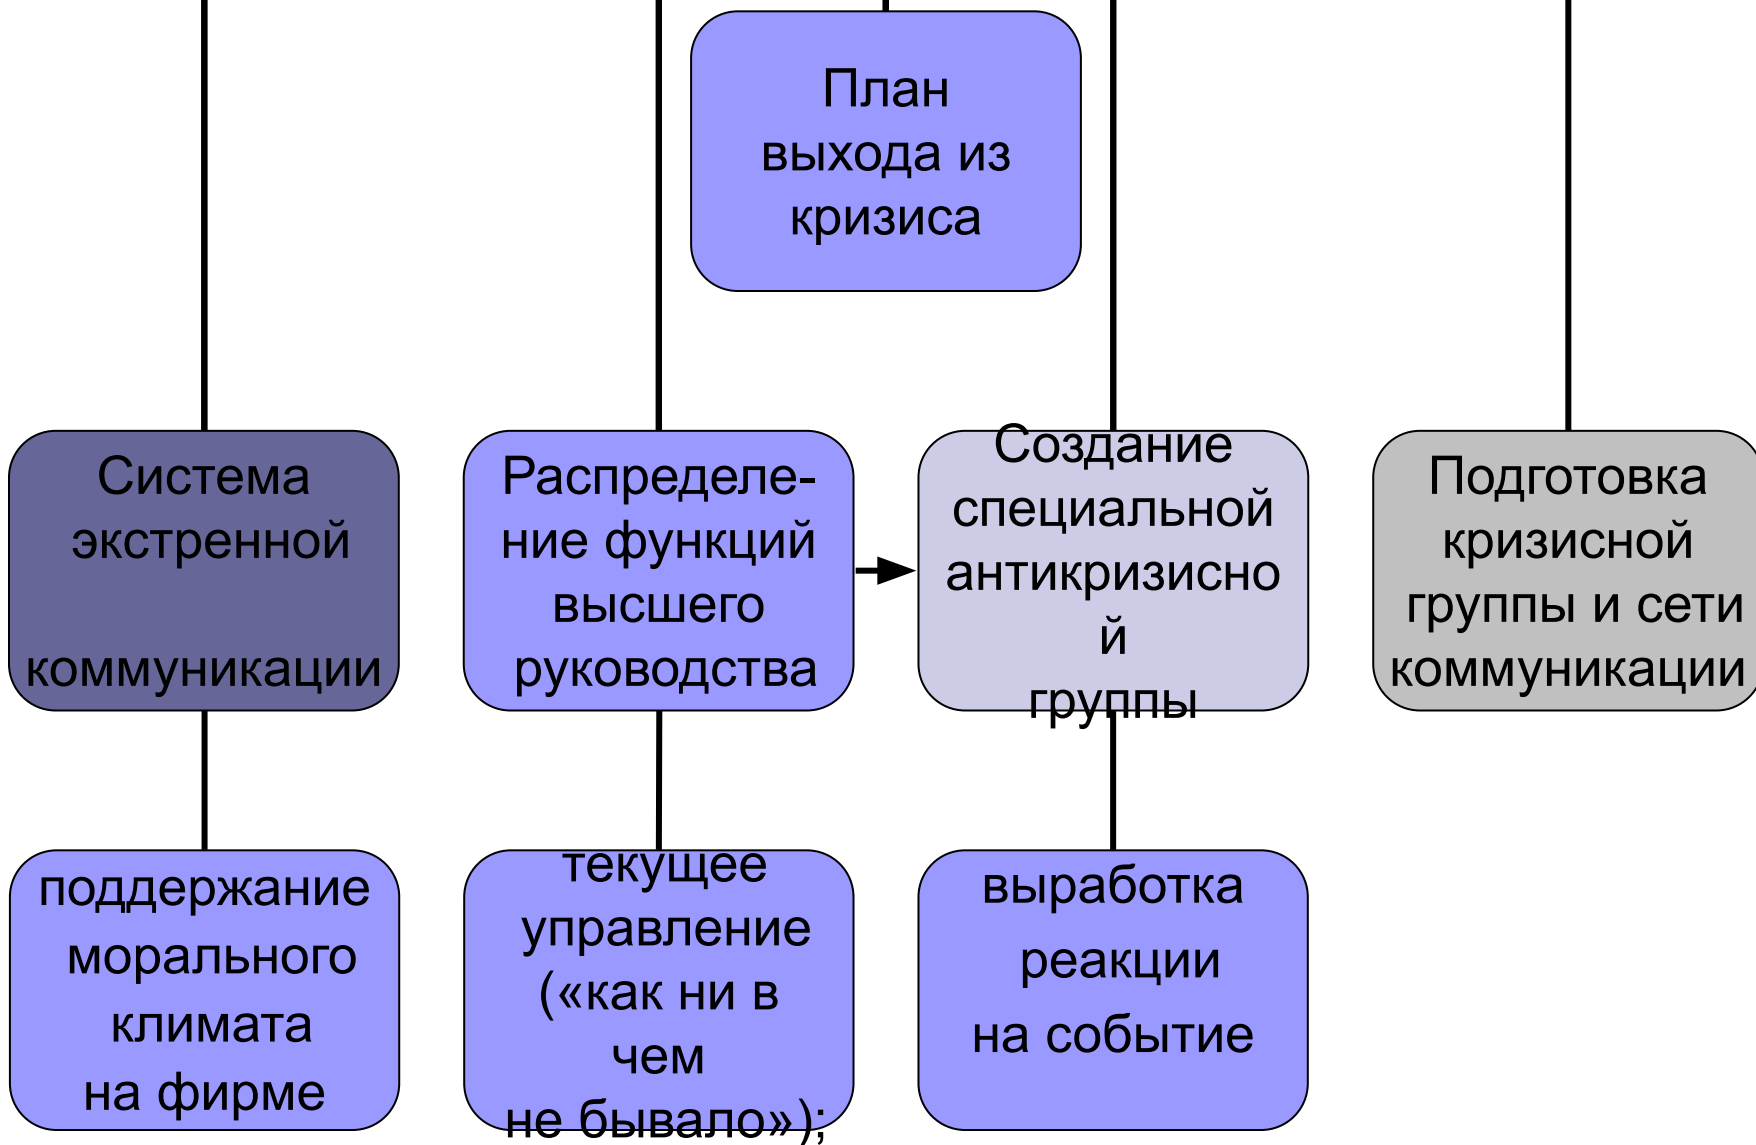 План
выхода из
кризиса
Система
экстренной
коммуникации
Распределе-
ние функций
высшего
руководства
Создание
специальной
антикризисно
й
группы
Подготовка
кризисной
группы и сети
коммуникации
поддержание
морального
климата
на фирме
текущее
управление
(«как ни в
чем
не бывало»);
выработка
реакции
на событие